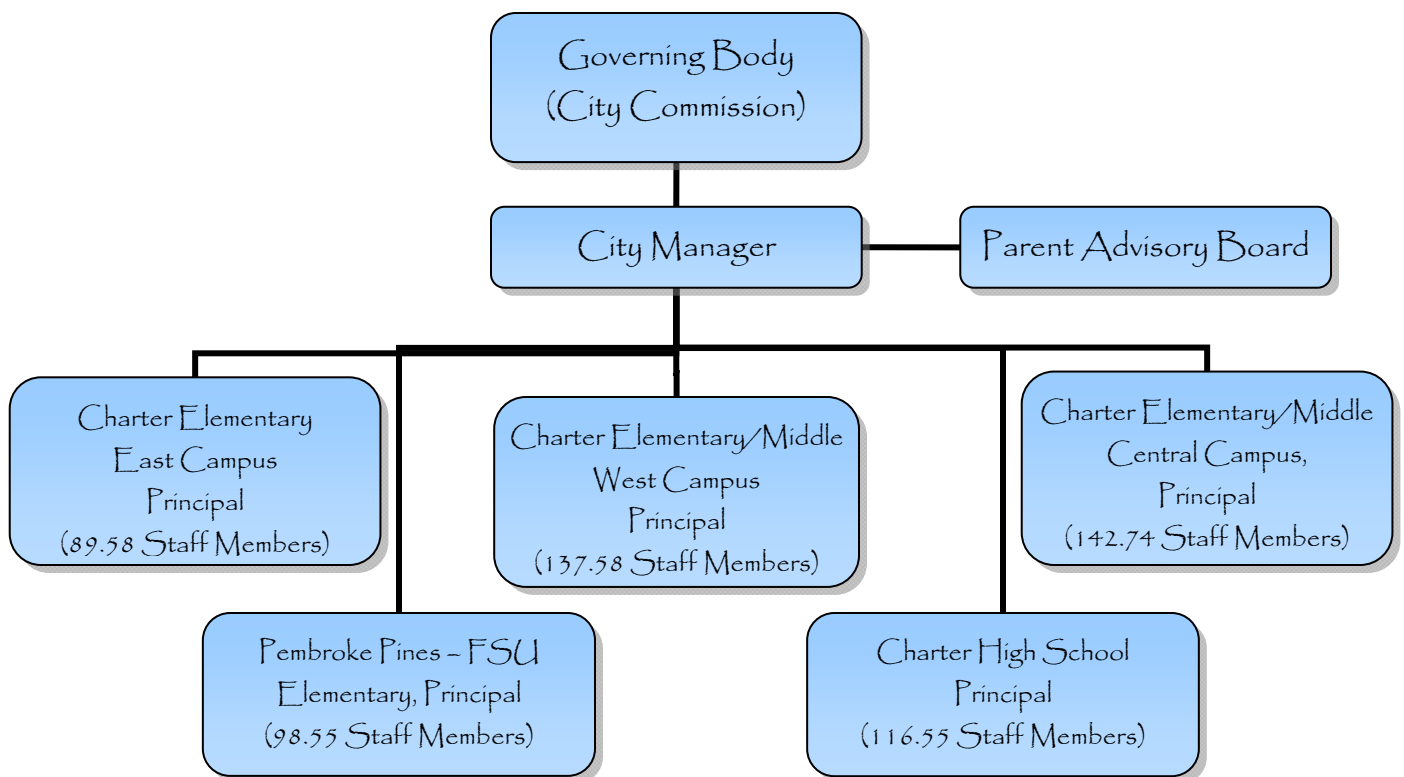 Governing Body
(City Commission)
City Manager
Parent Advisory Board
Charter Elementary
East Campus
Principal
(89.58 Staff Members)
Charter Elementary/Middle
West Campus
Principal
(137.58 Staff Members)
Charter Elementary/Middle
Central Campus,
Principal
(142.74 Staff Members)
Pembroke Pines – FSU
Elementary, Principal
(98.55 Staff Members)
Charter High School
Principal
(116.55 Staff Members)